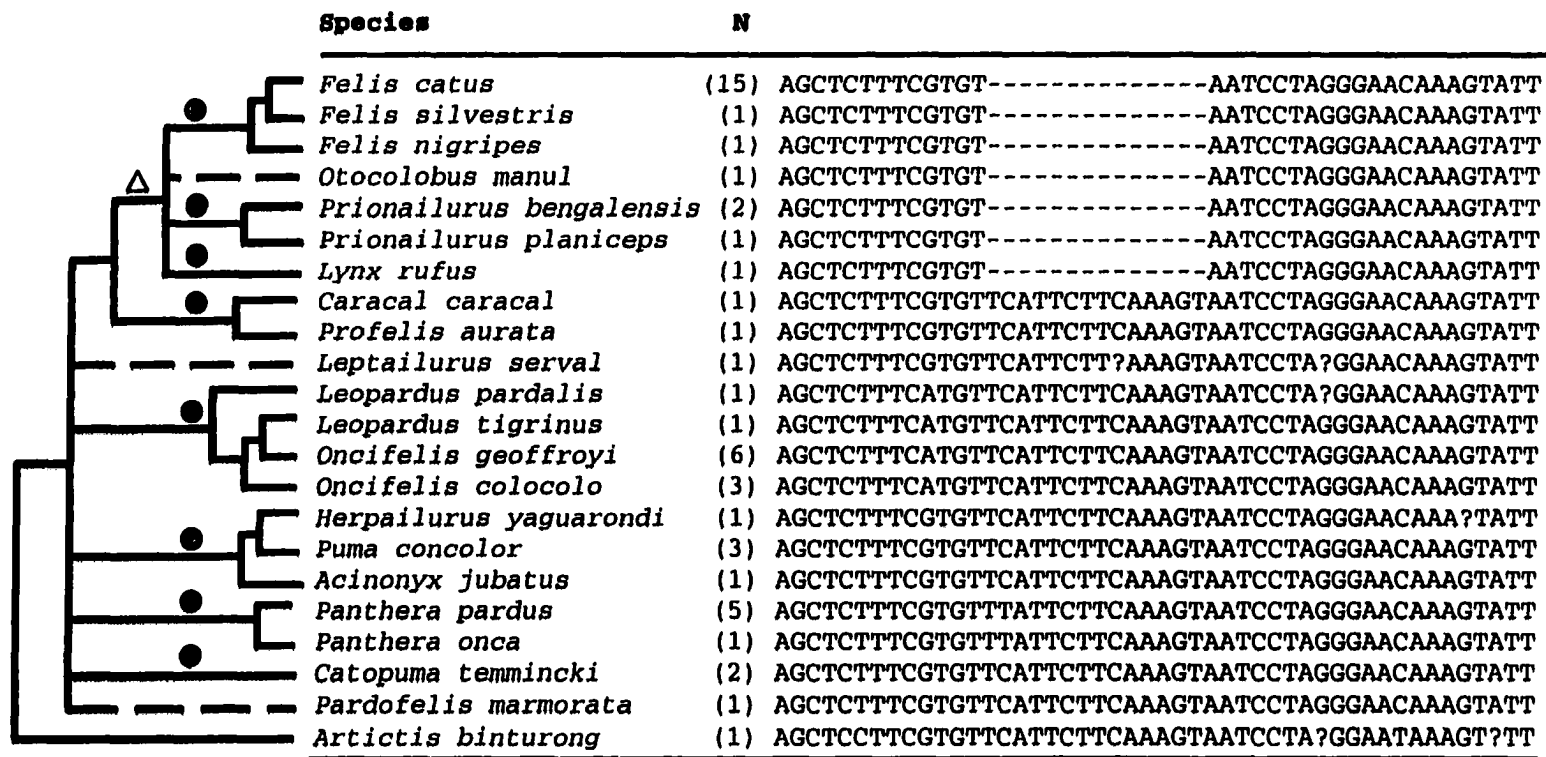 Species N
Felis catus (15) AGCTCTTTCGTGT--------------AATCCTAGGGAACAAAGTATT
Felis silvestris (1) AGCTCTTTCGTGT--------------AATCCTAGGGAACAAAGTATT
Felis nigripes (1) AGCTCTTTCGTGT--------------AATCCTAGGGAACAAAGTATT
Otocolobus manul (1) AGCTCTTTCGTGT--------------AATCCTAGGGAACAAAGTATT
Prionailurus bengalensis (2) AGCTCTTTCGTGT--------------AATCCTAGGGAACAAAGTATT
Prionailurus planiceps (1) AGCTCTTTCGTGT--------------AATCCTAGGGAACAAAGTATT
Lynx rufus (1) AGCTCTTTCGTGT--------------AATCCTAGGGAACAAAGTATT
Caracal caracal (1) AGCTCTTTCGTGTTCATTCTTCAAAGTAATCCTAGGGAACAAAGTATT
Profelis aurata (1) AGCTCTTTCGTGTTCATTCTTCAAAGTAATCCTAGGGAACAAAGTATT
Leptailurus serval (1) AGCTCTTTCGTGTTCATTCTT?AAAGTAATCCTA?GGAACAAAGTATT
Leopardus pardalis (1) AGCTCTTTCATGTTCATTCTTCAAAGTAATCCTA?GGAACAAAGTATT
Leopardus tigrinus (1) AGCTCTTTCATGTTCATTCTTCAAAGTAATCCTAGGGAACAAAGTATT
Oncifelis geoffroyi (6) AGCTCTTTCATGTTCATTCTTCAAAGTAATCCTAGGGAACAAAGTATT
Oncifelis colocolo (3) AGCTCTTTCATGTTCATTCTTCAAAGTAATCCTAGGGAACAAAGTATT
Herpailurus yaguarondi (1) AGCTCTTTCGTGTTCATTCTTCAAAGTAATCCTAGGGAACAAA?TATT
Puma concolor (3) AGCTCTTTCGTGTTCATTCTTCAAAGTAATCCTAGGGAACAAAGTATT
Acinonyx jubatus (1) AGCTCTTTCGTGTTCATTCTTCAAAGTAATCCTAGGGAACAAAGTATT
Panthera pardus (5) AGCTCTTTCGTGTTTATTCTTCAAAGTAATCCTAGGGAACAAAGTATT
Panthera onca (1) AGCTCTTTCGTGTTTATTCTTCAAAGTAATCCTAGGGAACAAAGTATT
Catopuma temmincki (2) AGCTCTTTCGTGTTCATTCTTCAAAGTAATCCTAGGGAACAAAGTATT
Pardofelis marmorata (1) AGCTCTTTCGTGTTCATTCTTCAAAGTAATCCTAGGGAACAAAGTATT
Artictis binturong (1) AGCTCCTTCGTGTTCATTCTTCAAAGTAATCCTA?GGAATAAAGT?TT